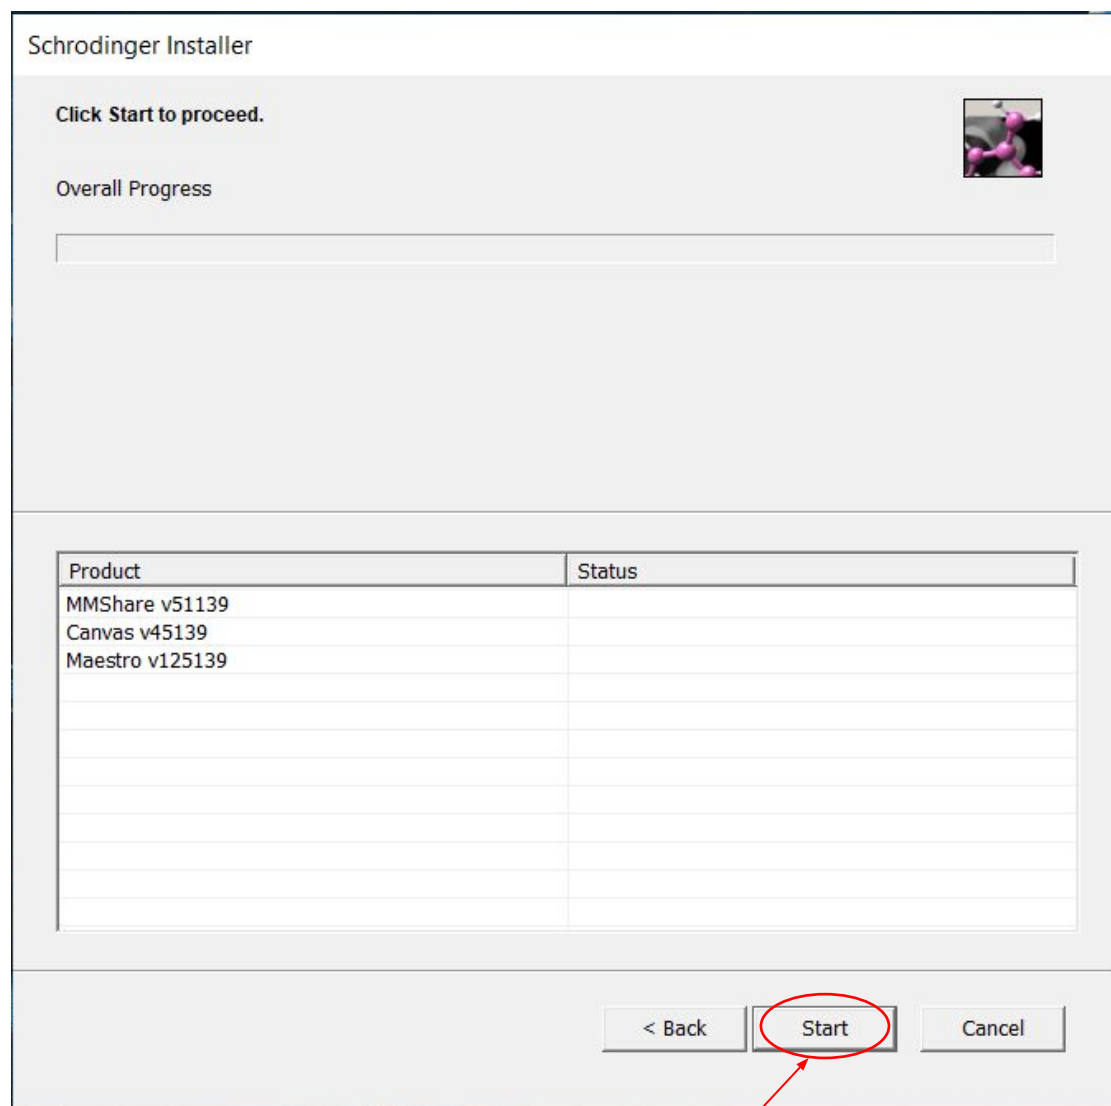 Schrodinger Installer
Click Start to proceed.
Overall Progress
Product Status
MMShare v51139
Canvas v45139
Maestro v125139
< Back Start Cancel